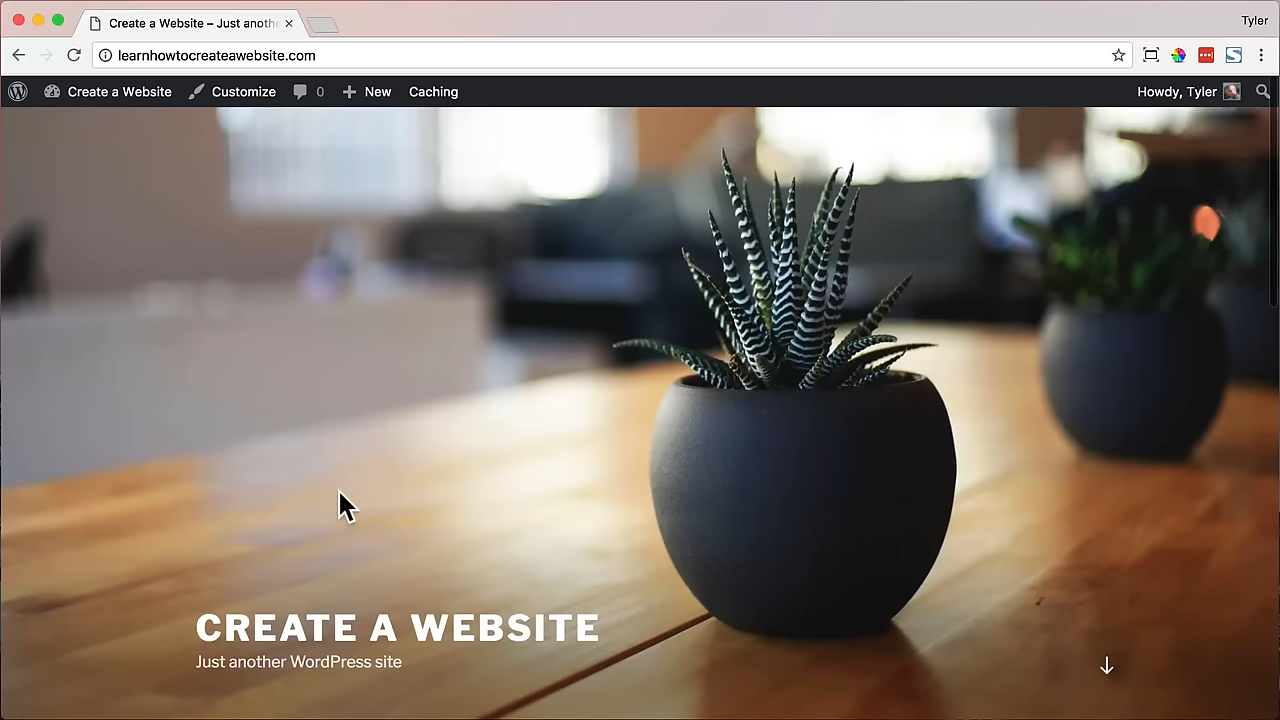 Create a Website – Just anothe
Tyler
learnhowtocreateawebsite.com
Create a Website Customize 0 New Caching Howdy, Tyler
CREATE A WEBSITE
Just another WordPress site